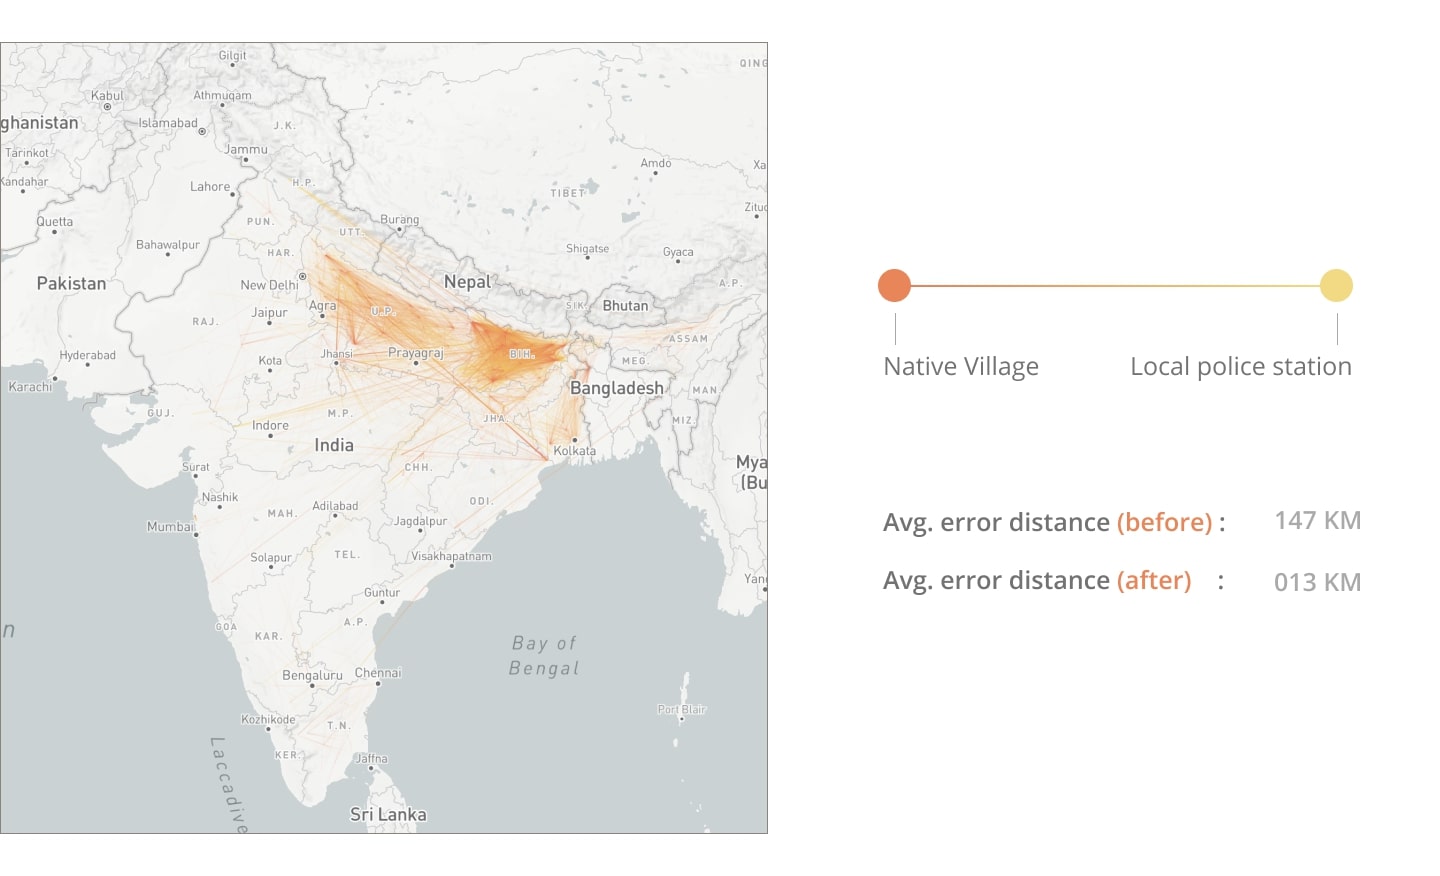 Gilgit
QING
Kabul
Athmuqam
ghanistan
Islamabad
J.K.
Tarinkot
Jammu
Amdo
Xa
Kandahar
Lahore
H.P.
TIBET
Zituo
Quetta
PUN.
UTT.
Burang
Bahawalpur
HAR.
Shigatse
Gyaca
Pakistan
New Delhi
Nepal
A.P.
SIK.
Bhutan
Agra
U.P.
Jaipur
RAJ.
ASSAM
Hyderabad
Kota
Jhansi
Prayagraj
BIH.
MEG.
Karachi
Bangladesh
MAN.
GUJ.
M.P.
JHA.
MIZ.
Indore
India
Kolkata
Surat
CHH.
Mya
(Bu
Nashik
Adilabad
ODI.
MAH.
Mumbai
Jagdalpur
Solapur
TEL.
Visakhapatnam
Yan
Guntur
GOA
KAR.
A.P.
n
Bay of
Bengal
Bengaluru
Chennai
Port Blair
Kozhikode
T.N.
KER.
Jaffna
Laccadive
Sri Lanka
Native Village
Local police station
Avg. error distance (before) : 147 KM
Avg. error distance (after) : 013 KM